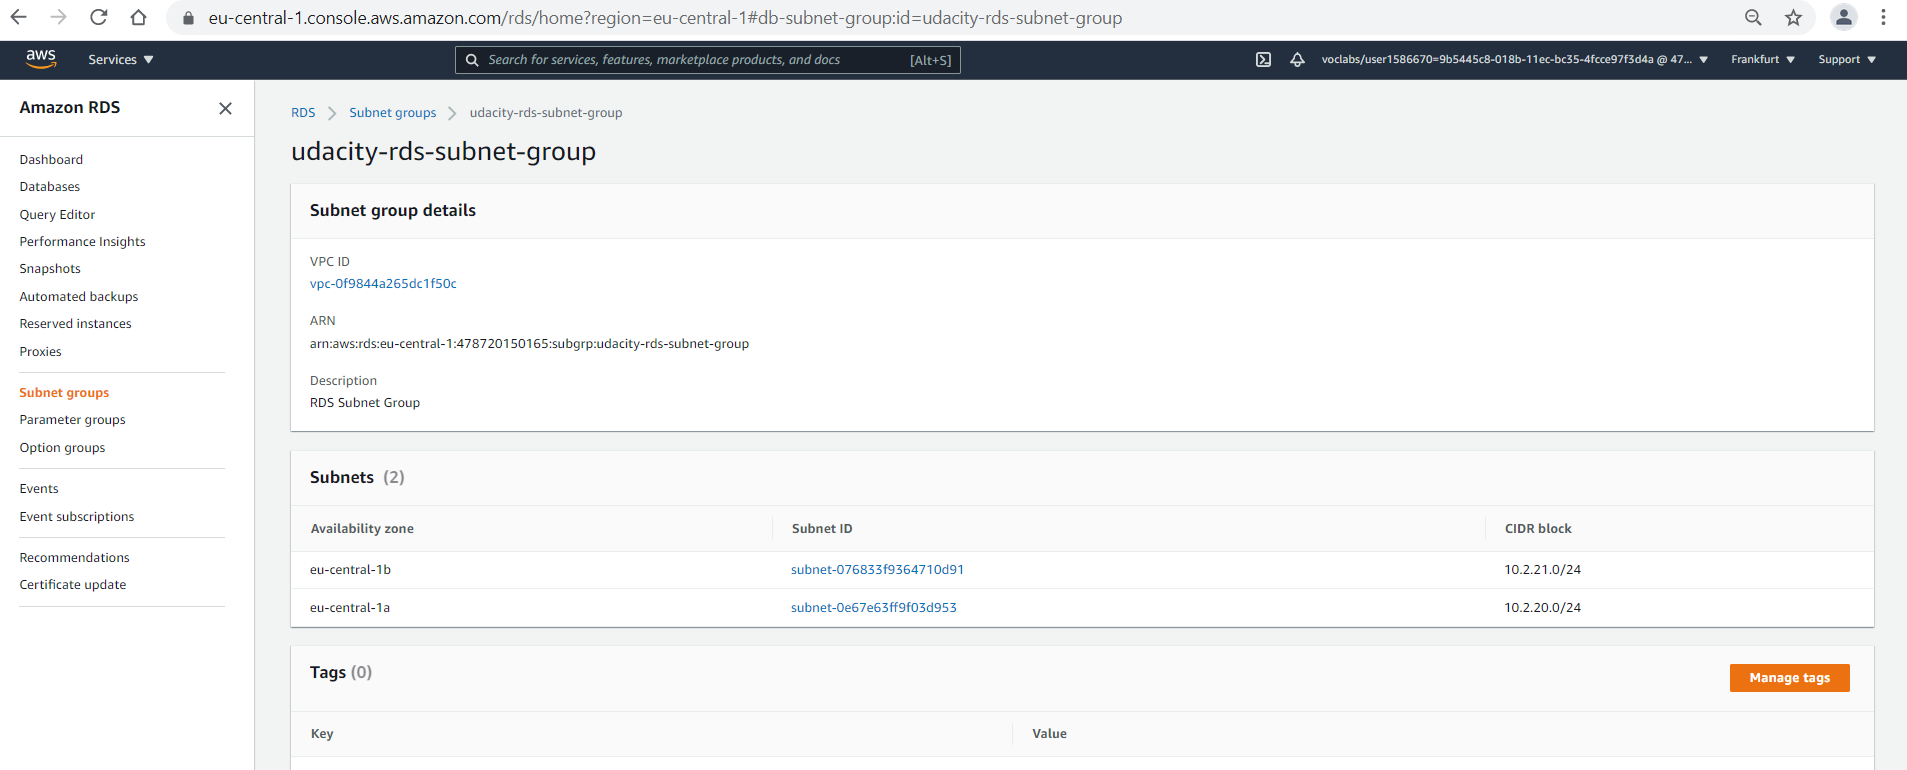 eu-central-1.console.aws.amazon.com/rds/home?region=eu-central-1#db-subnet-group:id=udacity-rds-subnet-group
aws
Services
Search for services, features, marketplace products, and docs [Alt+S]
voclabs/user1586670=9b5445c8-018b-11ec-bc35-4fcce97f3d4a @ 47...
Frankfurt
Support
Amazon RDS
Dashboard
Databases
Query Editor
Performance Insights
Snapshots
Automated backups
Reserved instances
Proxies
Subnet groups
Parameter groups
Option groups
Events
Event subscriptions
Recommendations
Certificate update
RDS Subnet groups udacity-rds-subnet-group
udacity-rds-subnet-group
Subnet group details
VPC ID
vpc-0f9844a265dc1f50c
ARN
arn:aws:rds:eu-central-1:478720150165:subgrp:udacity-rds-subnet-group
Description
RDS Subnet Group
Subnets (2)
Availability zone Subnet ID CIDR block
eu-central-1b subnet-076833f9364710d91 10.2.21.0/24
eu-central-1a subnet-0e67e63ff9f03d953 10.2.20.0/24
Tags (0)
Manage tags
Key Value